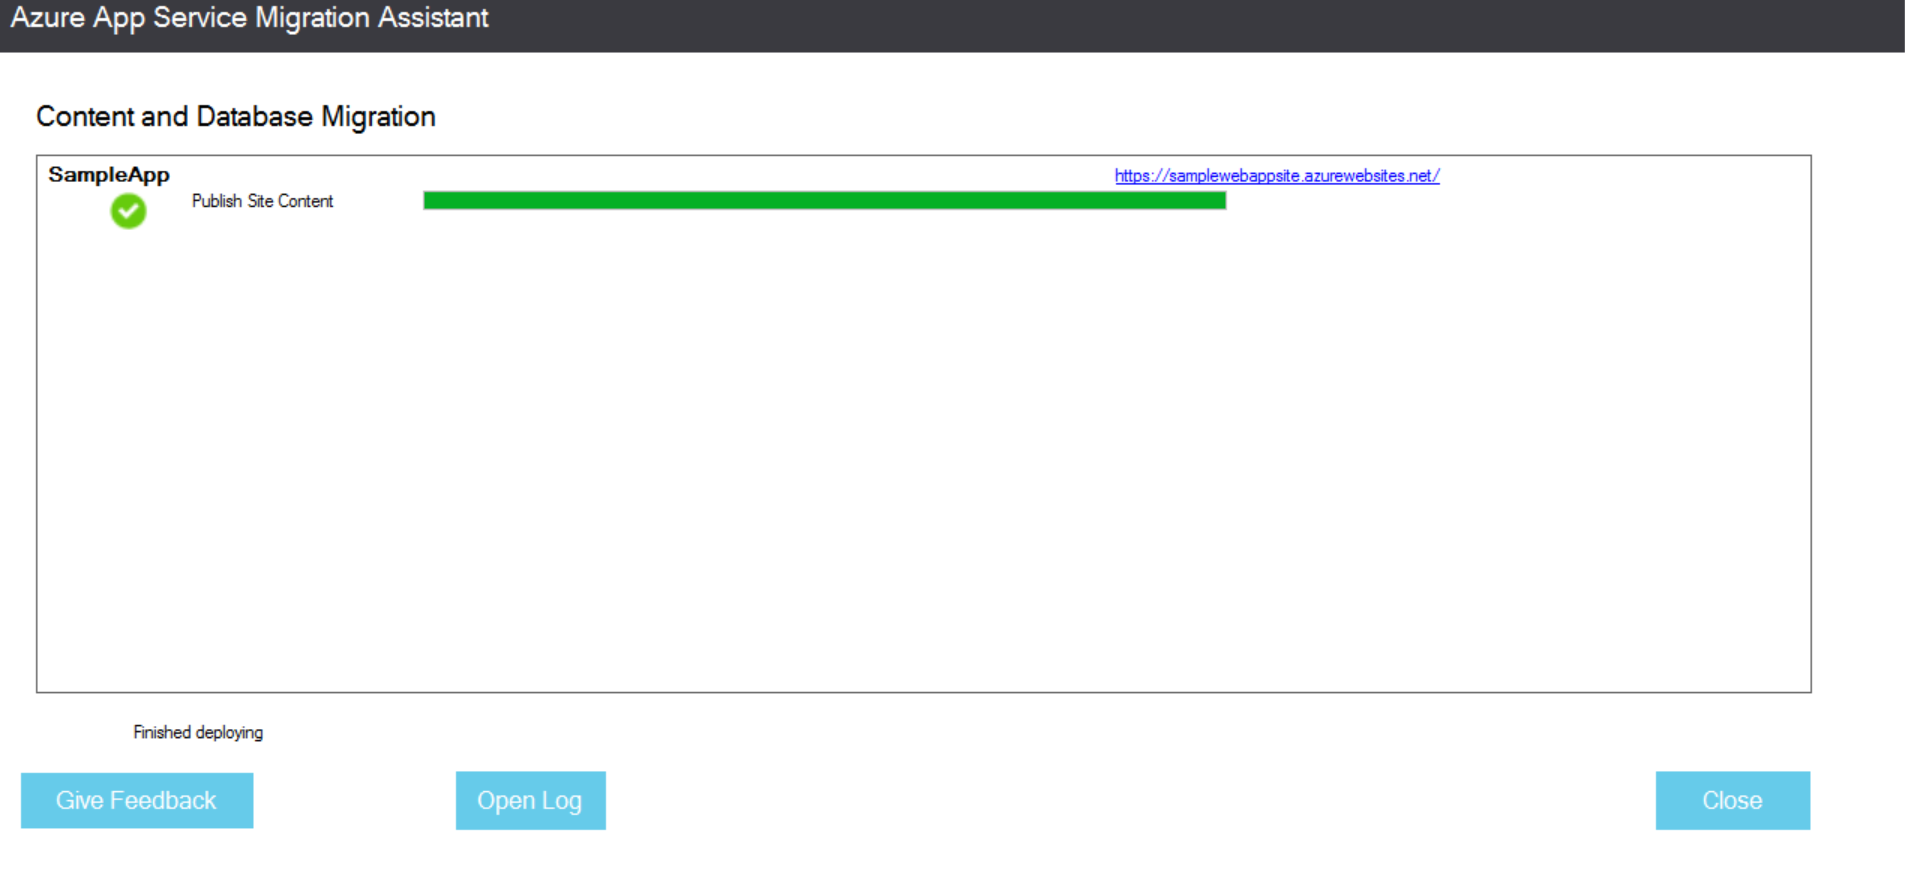 Azure App Service Migration Assistant
Content and Database Migration
SampleApp
https://samplewebappsite.azurewebsites.net/
Publish Site Content
Finished deploying
Give Feedback
Open Log
Close